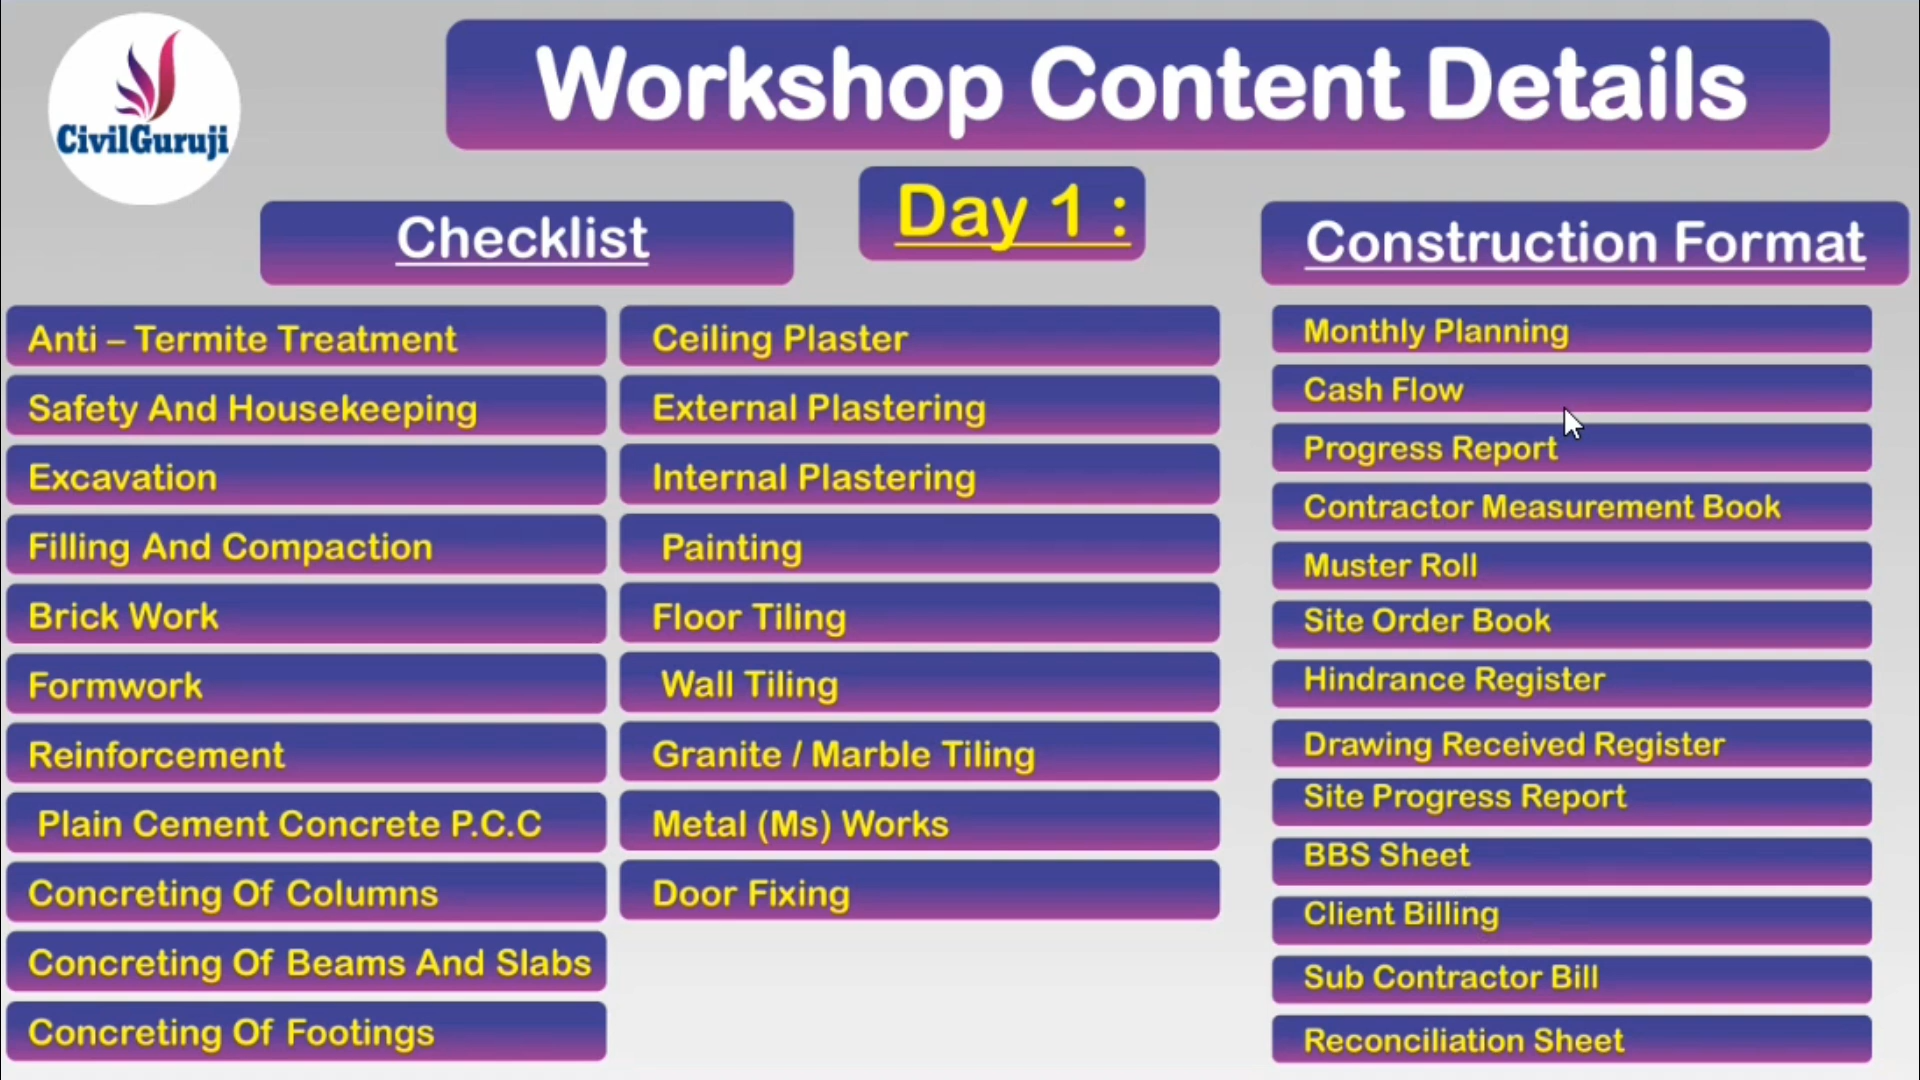 CivilGuruji
Workshop Content Details
Day 1 :
Checklist
Anti – Termite Treatment
Safety And Housekeeping
Excavation
Filling And Compaction
Brick Work
Formwork
Reinforcement
Plain Cement Concrete P.C.C
Concreting Of Columns
Concreting Of Beams And Slabs
Concreting Of Footings
Ceiling Plaster
External Plastering
Internal Plastering
Painting
Floor Tiling
Wall Tiling
Granite / Marble Tiling
Metal (Ms) Works
Door Fixing
Construction Format
Monthly Planning
Cash Flow
Progress Report
Contractor Measurement Book
Muster Roll
Site Order Book
Hindrance Register
Drawing Received Register
Site Progress Report
BBS Sheet
Client Billing
Sub Contractor Bill
Reconciliation Sheet